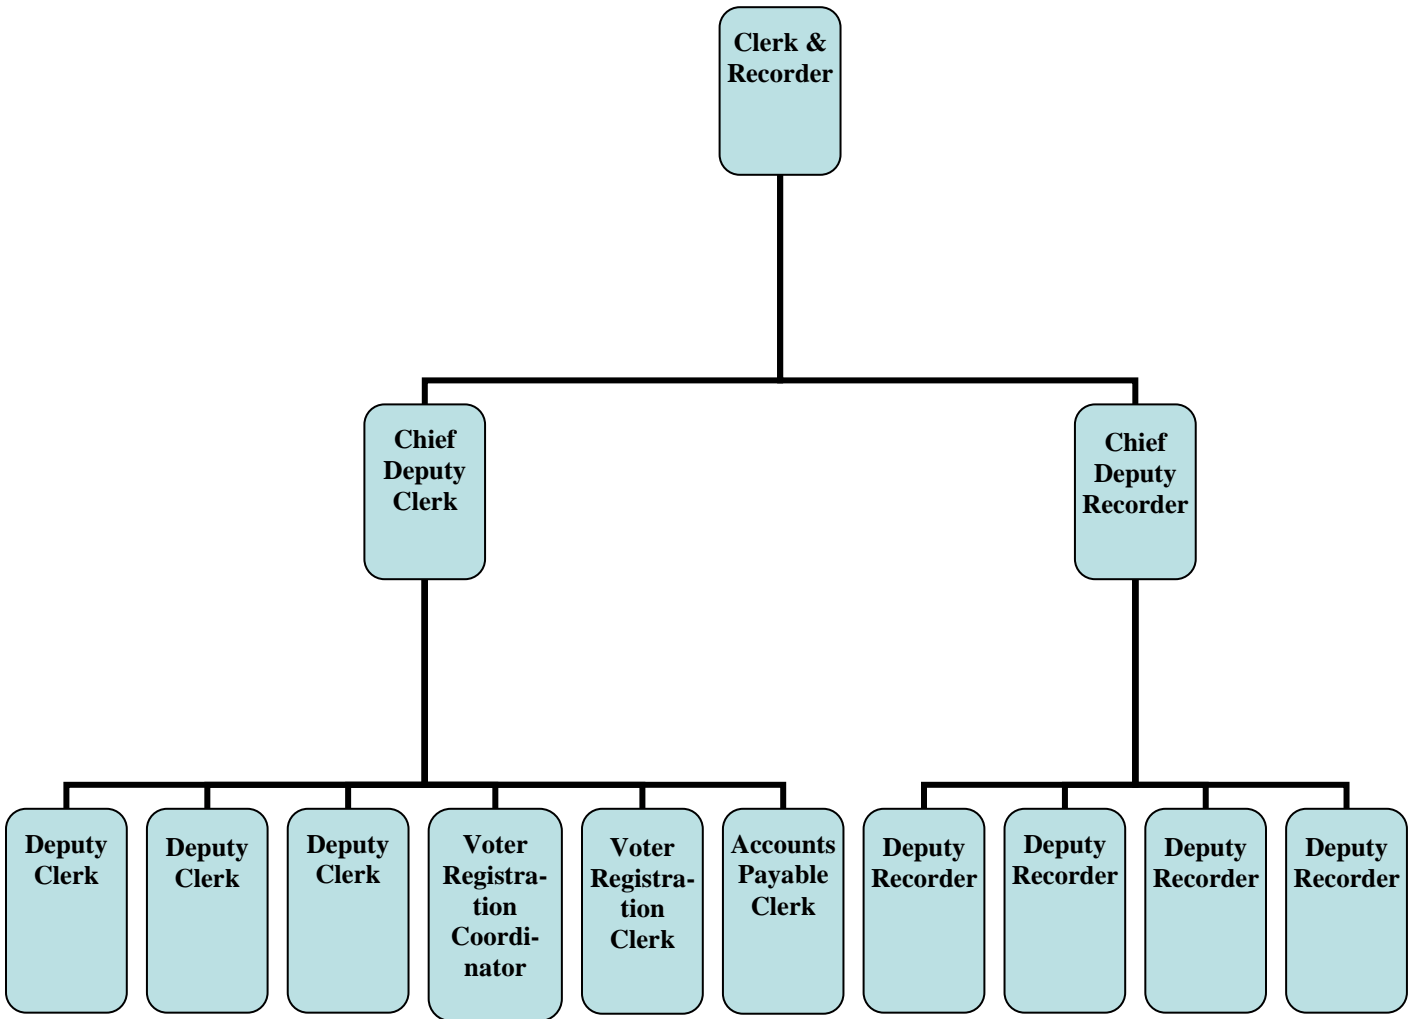 Clerk &
Recorder
Chief
Deputy
Clerk
Chief
Deputy
Recorder
Deputy
Clerk
Deputy
Clerk
Deputy
Clerk
Voter
Registra-
tion
Coordi-
nator
Voter
Registra-
tion
Clerk
Accounts
Payable
Clerk
Deputy
Recorder
Deputy
Recorder
Deputy
Recorder
Deputy
Recorder